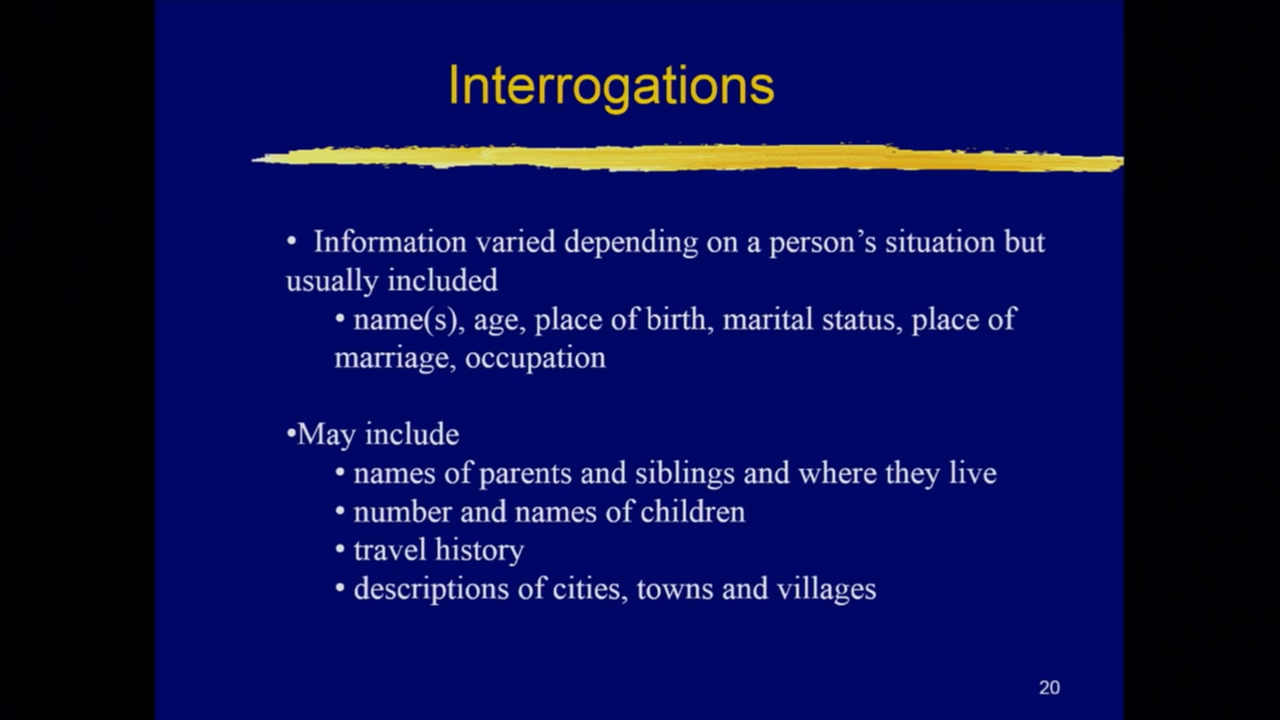 Interrogations
• Information varied depending on a person’s situation but
usually included
• name(s), age, place of birth, marital status, place of
marriage, occupation
•May include
• names of parents and siblings and where they live
• number and names of children
• travel history
• descriptions of cities, towns and villages
20